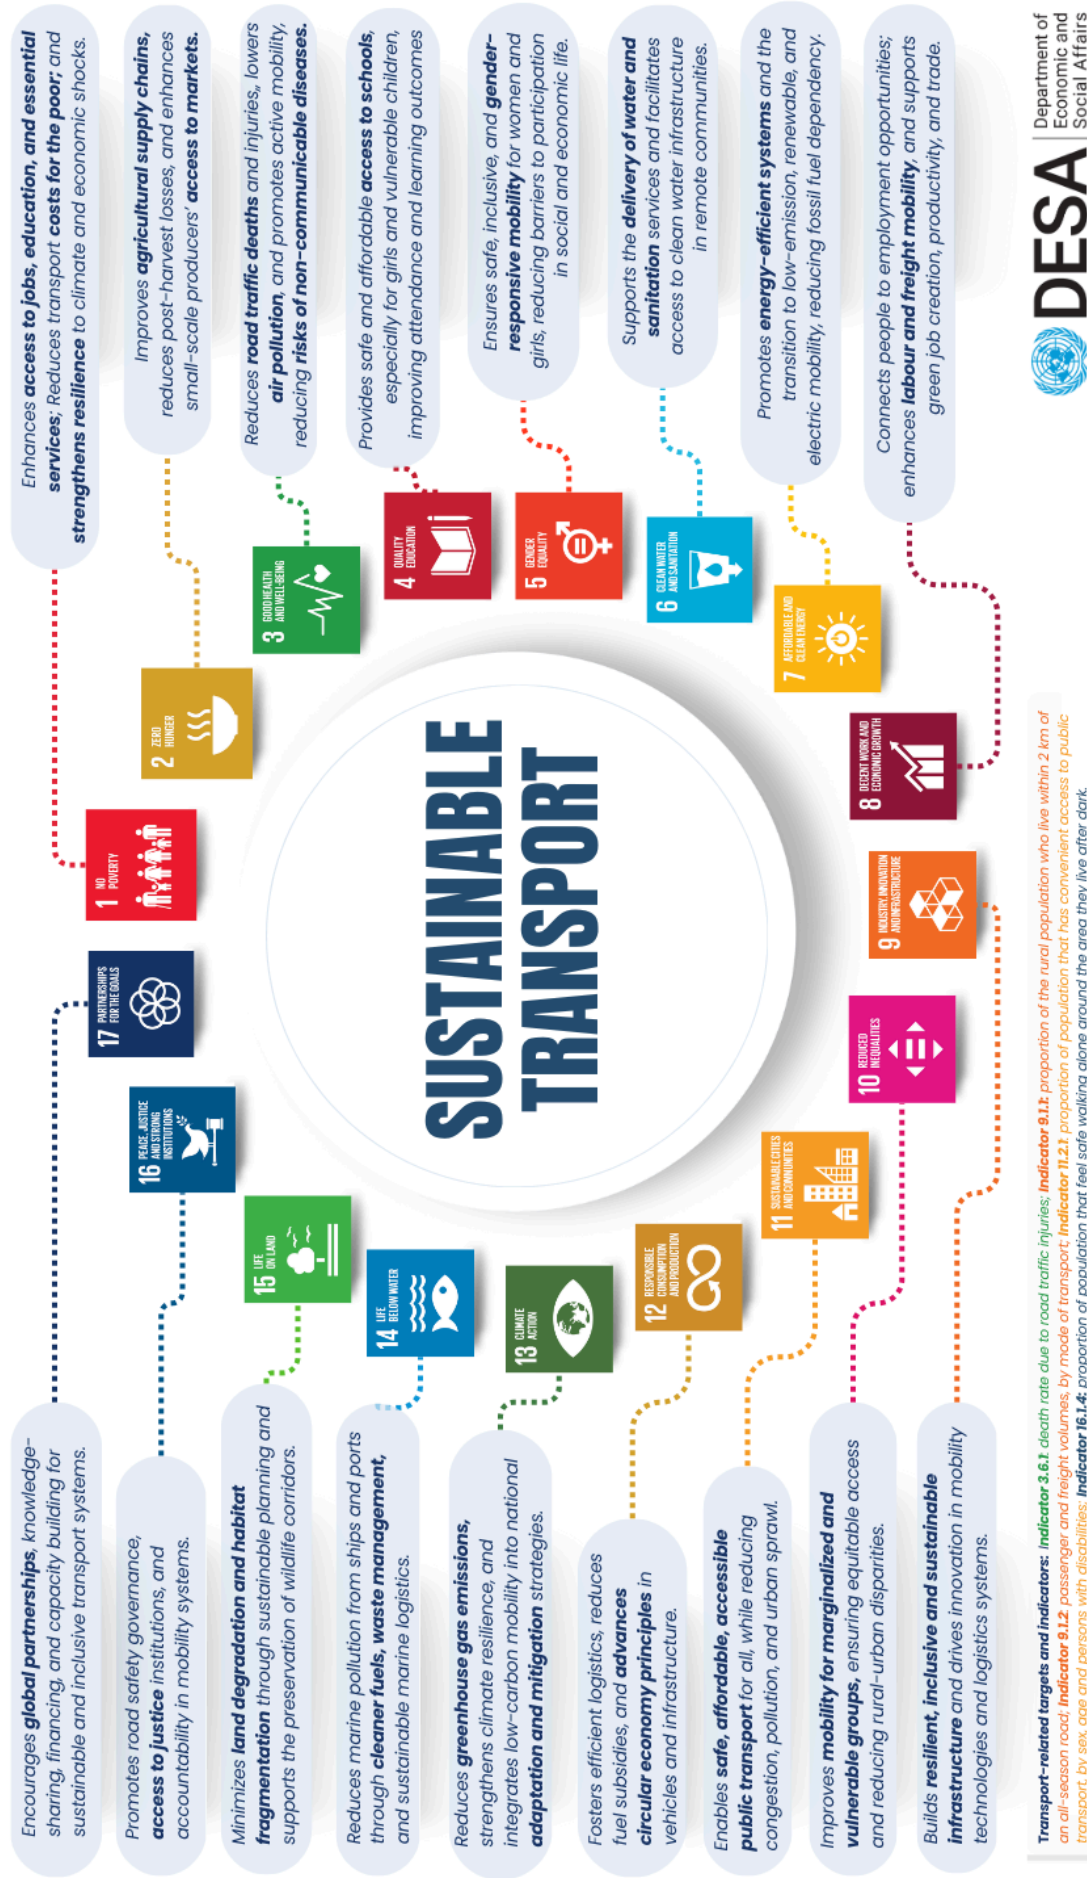 SUSTAINABLE
TRANSPORT
1 NO
POVERTY
Enhances access to jobs, education, and essential
services; Reduces transport costs for the poor; and
strengthens resilience to climate and economic shocks.
2 ZERO
HUNGER
Improves agricultural supply chains,
reduces post-harvest losses, and enhances
small-scale producers' access to markets.
3 GOOD HEALTH
AND WELL-BEING
Reduces road traffic deaths and injuries,, lowers
air pollution, and promotes active mobility,
reducing risks of non-communicable diseases.
4 QUALITY
EDUCATION
Provides safe and affordable access to schools,
especially for girls and vulnerable children,
improving attendance and learning outcomes
5 GENDER
EQUALITY
Ensures safe, inclusive, and gender-
responsive mobility for women and
girls, reducing barriers to participation
in social and economic life.
6 CLEAN WATER
AND SANITATION
Supports the delivery of water and
sanitation services and facilitates
access to clean water infrastructure
in remote communities.
7 AFFORDABLE AND
CLEAN ENERGY
Promotes energy-efficient systems and the
transition to low-emission, renewable, and
electric mobility, reducing fossil fuel dependency.
8 DECENT WORK AND
ECONOMIC GROWTH
Connects people to employment opportunities;
enhances labour and freight mobility, and supports
green job creation, productivity, and trade.
9 INDUSTRY, INNOVATION
AND INFRASTRUCTURE
Builds resilient, inclusive and sustainable
infrastructure and drives innovation in mobility
technologies and logistics systems.
10 REDUCED
INEQUALITIES
Improves mobility for marginalized and
vulnerable groups, ensuring equitable access
and reducing rural-urban disparities.
11 SUSTAINABLE CITIES
AND COMMUNITIES
Enables safe, affordable, accessible
public transport for all, while reducing
congestion, pollution, and urban sprawl.
12 RESPONSIBLE
CONSUMPTION
AND PRODUCTION
Fosters efficient logistics, reduces
fuel subsidies, and advances
circular economy principles in
vehicles and infrastructure.
13 CLIMATE
ACTION
Reduces greenhouse gas emissions,
strengthens climate resilience, and
integrates low-carbon mobility into national
adaptation and mitigation strategies.
14 LIFE
BELOW WATER
Reduces marine pollution from ships and ports
through cleaner fuels, waste management,
and sustainable marine logistics.
15 LIFE
ON LAND
Minimizes land degradation and habitat
fragmentation through sustainable planning and
supports the preservation of wildlife corridors.
16 PEACE, JUSTICE
AND STRONG
INSTITUTIONS
Promotes road safety governance,
access to justice institutions, and
accountability in mobility systems.
17 PARTNERSHIPS
FOR THE GOALS
Encourages global partnerships, knowledge-
sharing, financing, and capacity building for
sustainable and inclusive transport systems.
Transport-related targets and indicators: Indicator 3.6.1: death rate due to road traffic injuries; Indicator 9.1.1: proportion of the rural population who live within 2 km of
an all-season road; Indicator 9.1.2: passenger and freight volumes, by mode of transport; Indicator 11.2.1: proportion of population that has convenient access to public
transport, by sex, age and persons with disabilities; Indicator 16.1.4: proportion of population that feel safe walking alone around the area they live after dark.
DESA
Department of
Economic and
Social Affairs